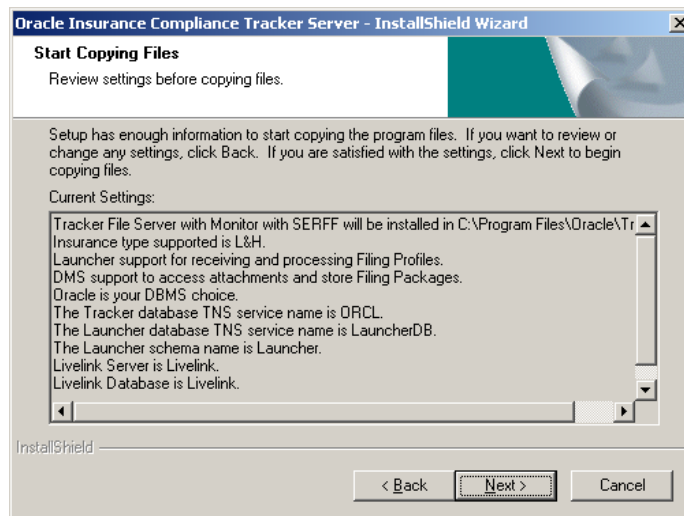 Oracle Insurance Compliance Tracker Server - InstallShield Wizard
Start Copying Files
Review settings before copying files.
Setup has enough information to start copying the program files. If you want to review or
change any settings, click Back. If you are satisfied with the settings, click Next to begin
copying files.
Current Settings:
Tracker File Server with Monitor with SERFF will be installed in C:\Program Files\Oracle\Tr
Insurance type supported is L&H.
Launcher support for receiving and processing Filing Profiles.
DMS support to access attachments and store Filing Packages.
Oracle is your DBMS choice.
The Tracker database TNS service name is ORCL.
The Launcher database TNS service name is LauncherDB.
The Launcher schema name is Launcher.
Livelink Server is Livelink.
Livelink Database is Livelink.
InstallShield
< Back Next > Cancel